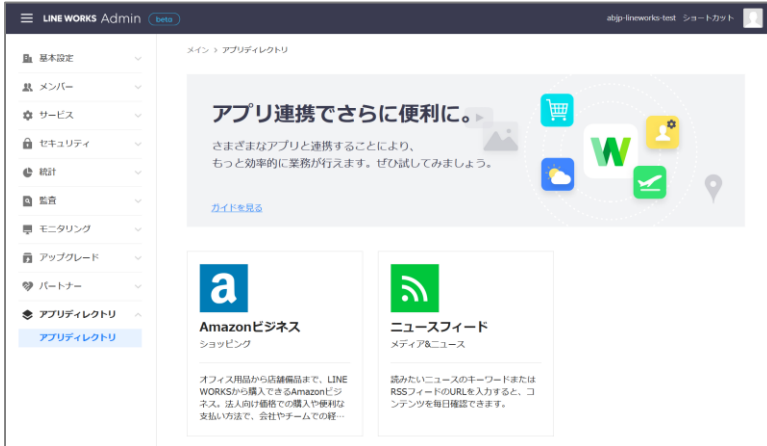 LINE WORKS Admin beta
abjp-lineworks-test ショートカット
基本設定
メンバー
サービス
セキュリティ
統計
監査
モニタリング
アップグレード
パートナー
アプリディレクトリ
アプリディレクトリ
メイン > アプリディレクトリ
アプリ連携でさらに便利に。
さまざまなアプリと連携することにより、
もっと効率的に業務が行えます。ぜひ試してみましょう。
ガイドを見る
W
a
Amazonビジネス
ショッピング
オフィス用品から店舗備品まで、LINE
WORKSから購入できるAmazonビジ
ネス。法人向け価格での購入や便利な
支払い方法で、会社やチームでの経…
ニュースフィード
メディア&ニュース
読みたいニュースのキーワードまたは
RSSフィードのURLを入力すると、コ
ンテンツを毎日確認できます。